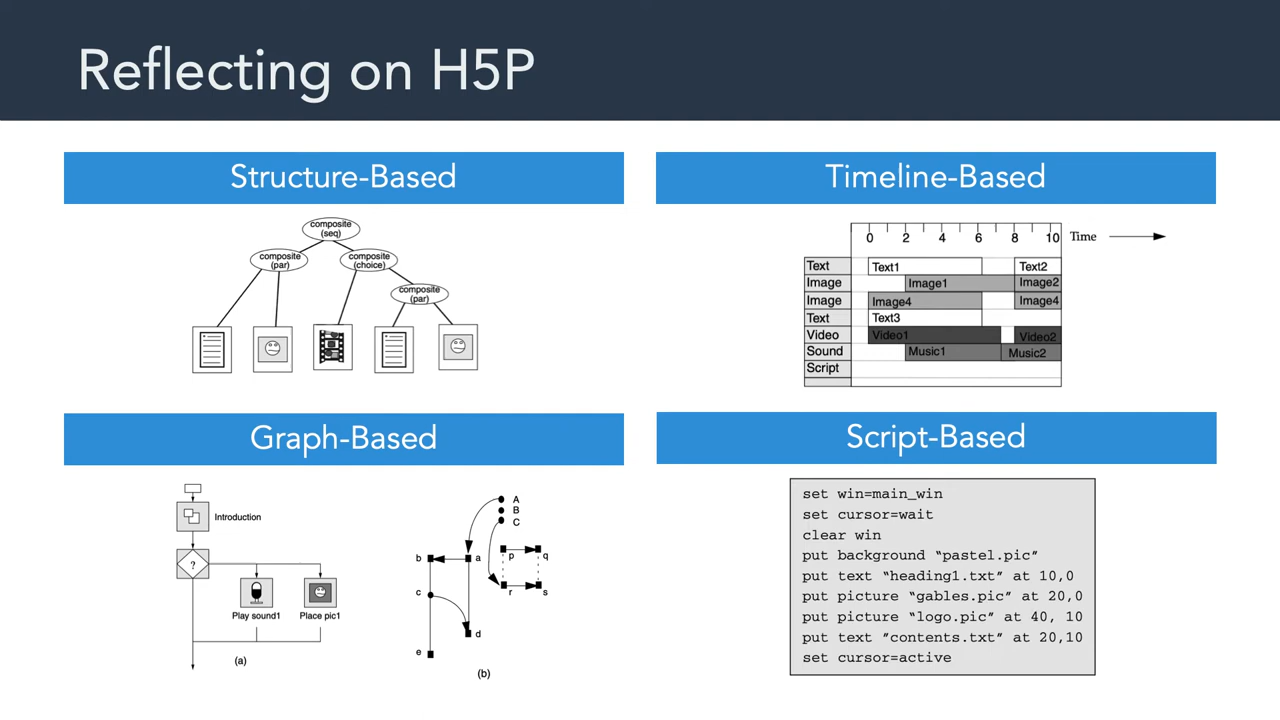 Reflecting on H5P
Structure-Based
composite
(seq)
composite
(par)
composite
(choice)
composite
(par)
Timeline-Based
0 2 4 6 8 10 Time
Text Text1 Text2
Image Image1 Image2
Image Image4 Image4
Text Text3
Video Video1 Video2
Sound Music1 Music2
Script
Graph-Based
Introduction
?
Play sound1 Place pic1
(a)
A
B
C
b a p q
c r s
d
e
(b)
Script-Based
set win=main_win
set cursor=wait
clear win
put background “pastel.pic”
put text “heading1.txt” at 10,0
put picture “gables.pic” at 20,0
put picture “logo.pic” at 40, 10
put text ”contents.txt” at 20,10
set cursor=active